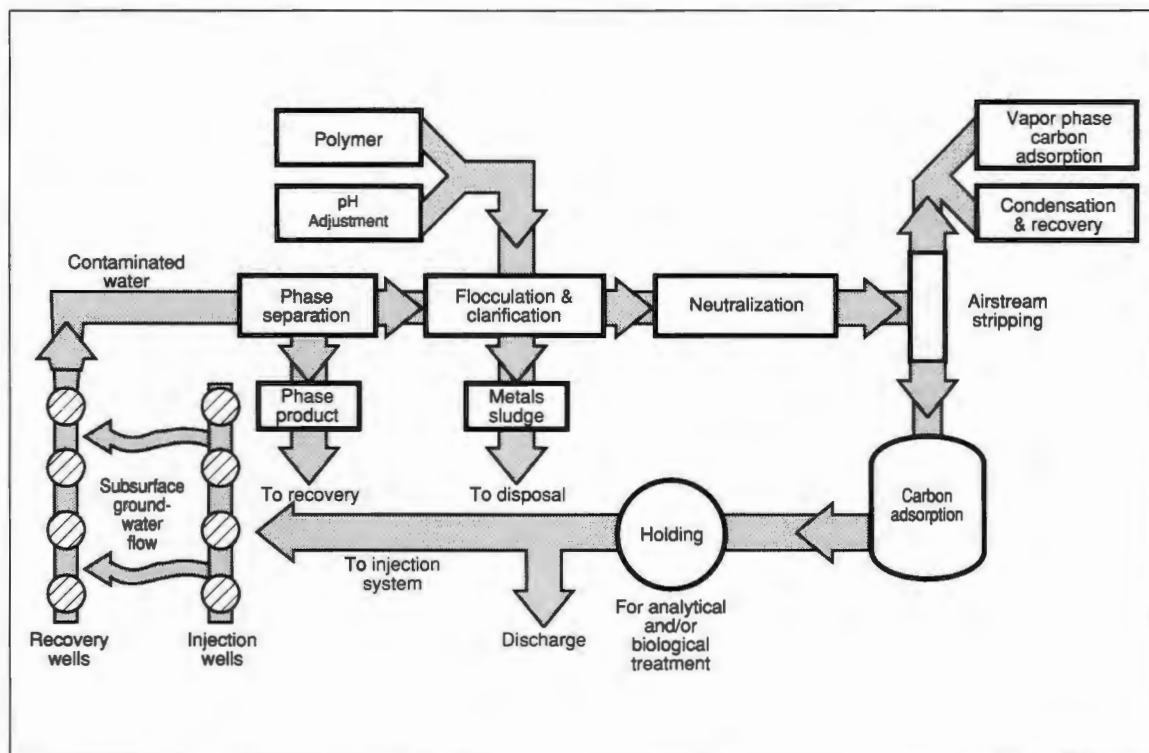 Polymer
pH
Adjustment
Vapor phase
carbon
adsorption
Condensation
& recovery
Contaminated
water
Phase
separation
Flocculation &
clarification
Neutralization
Airstream
stripping
Phase
product
Metals
sludge
To recovery
To disposal
Subsurface
ground-
water
flow
Carbon
adsorption
Holding
To injection
system
Discharge
For analytical
and/or
biological
treatment
Recovery
wells
Injection
wells